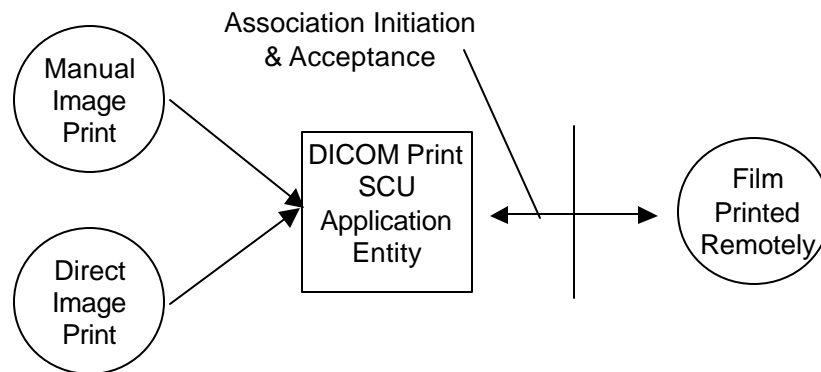 Association Initiation
& Acceptance
Manual
Image
Print
DICOM Print
SCU
Application
Entity
Film
Printed
Remotely
Direct
Image
Print